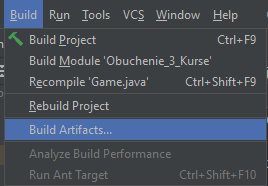 Build Run Tools VCS Window Help
Build Project Ctrl+F9
Build Module 'Obuchenie_3_Kurse'
Recompile 'Game.java' Ctrl+Shift+F9
Rebuild Project
Build Artifacts...
Analyze Build Performance
Run Ant Target Ctrl+Shift+F10